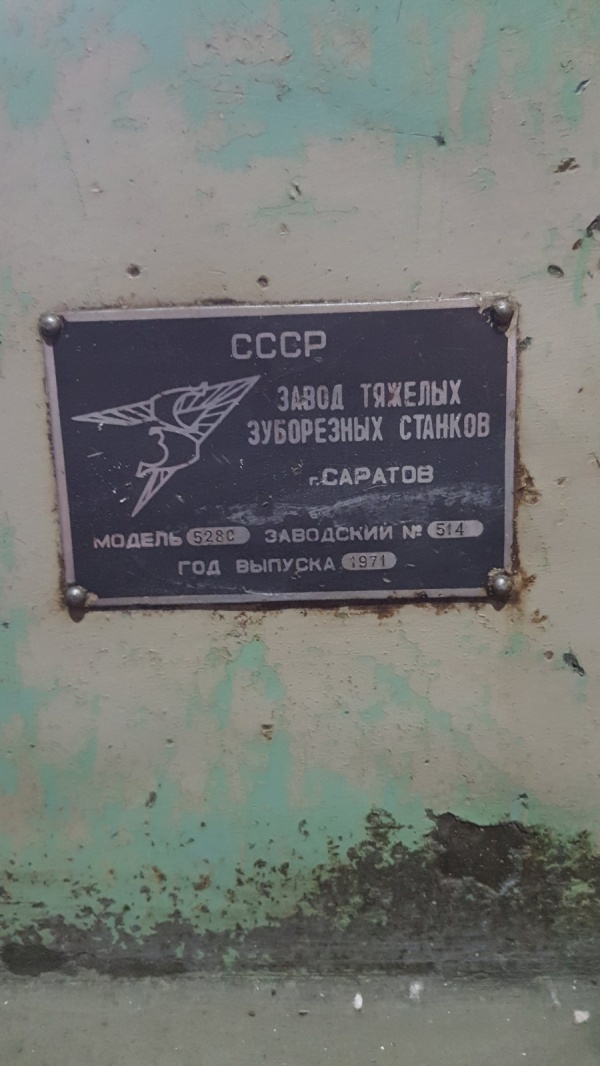 СССР
ЗАВОД ТЯЖЕЛЫХ
ЗУБОРЕЗНЫХ СТАНКОВ
г.САРАТОВ
МОДЕЛЬ 528С ЗАВОДСКИЙ № 514
ГОД ВЫПУСКА 1971